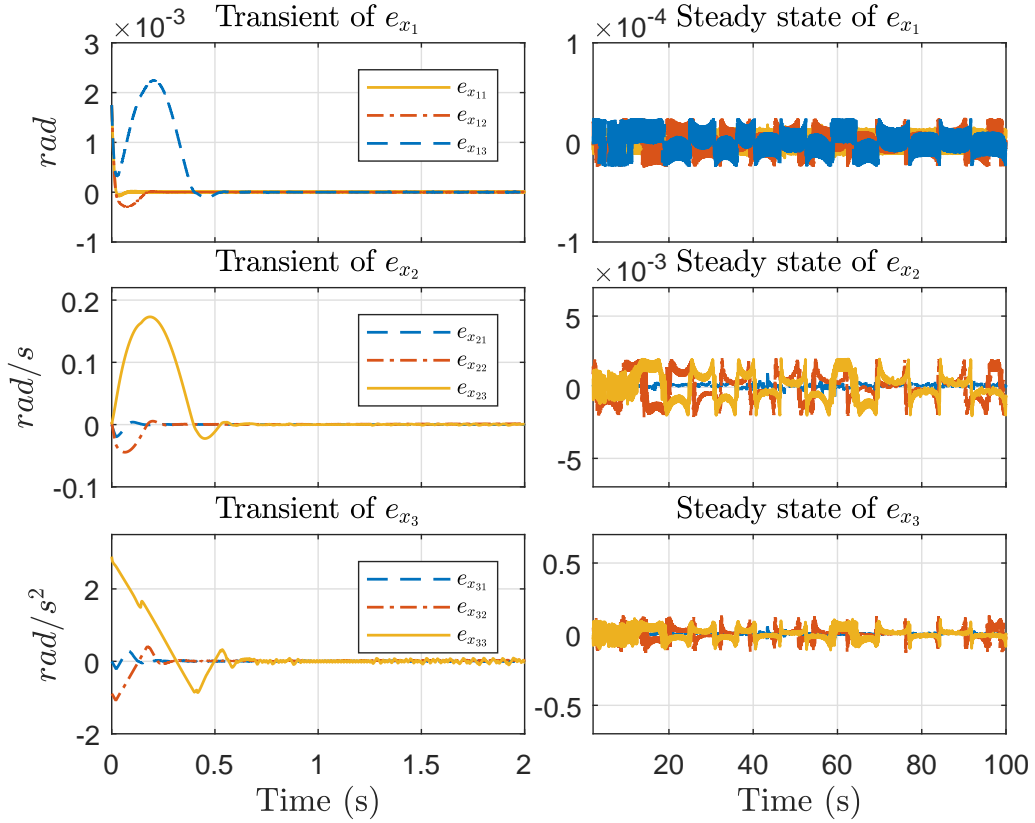 Transient of e_{x_1}
×10^{-3}
3
2
1
0
-1
rad
e_{x_{11}}
e_{x_{12}}
e_{x_{13}}
Steady state of e_{x_1}
×10^{-4}
1
0
-1
Transient of e_{x_2}
0.2
0.1
0
-0.1
rad/s
e_{x_{21}}
e_{x_{22}}
e_{x_{23}}
Steady state of e_{x_2}
×10^{-3}
5
0
-5
Transient of e_{x_3}
2
0
-2
rad/s^2
e_{x_{31}}
e_{x_{32}}
e_{x_{33}}
0 0.5 1 1.5 2
Time (s)
Steady state of e_{x_3}
0.5
0
-0.5
20 40 60 80 100
Time (s)